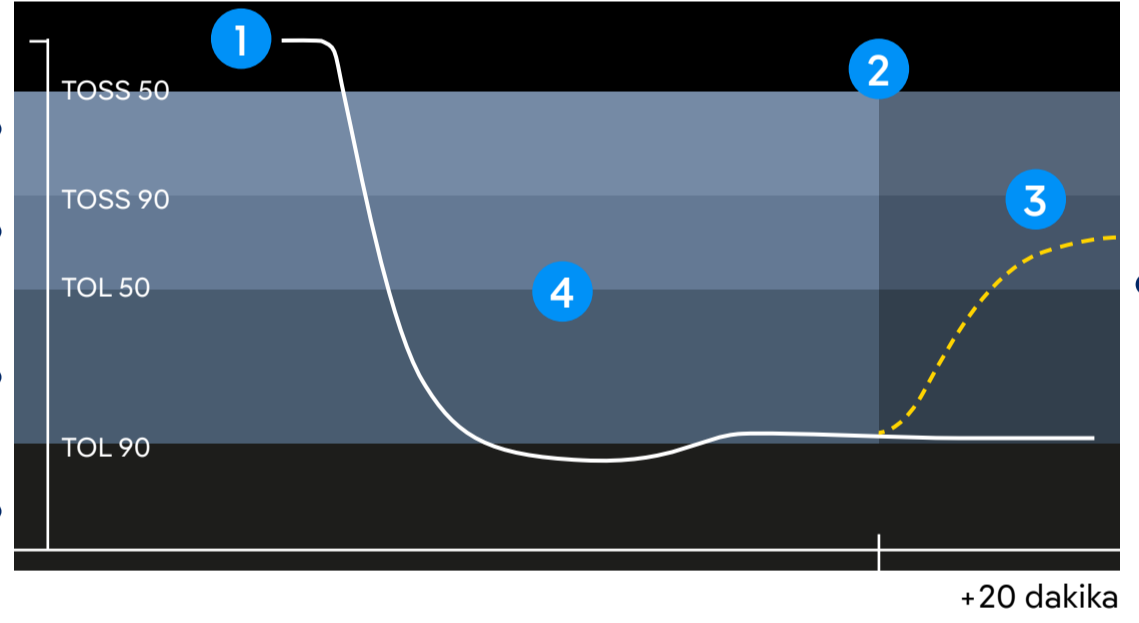 1
2
TOSS 50
TOSS 90
3
TOL 50
4
TOL 90
+20 dakika